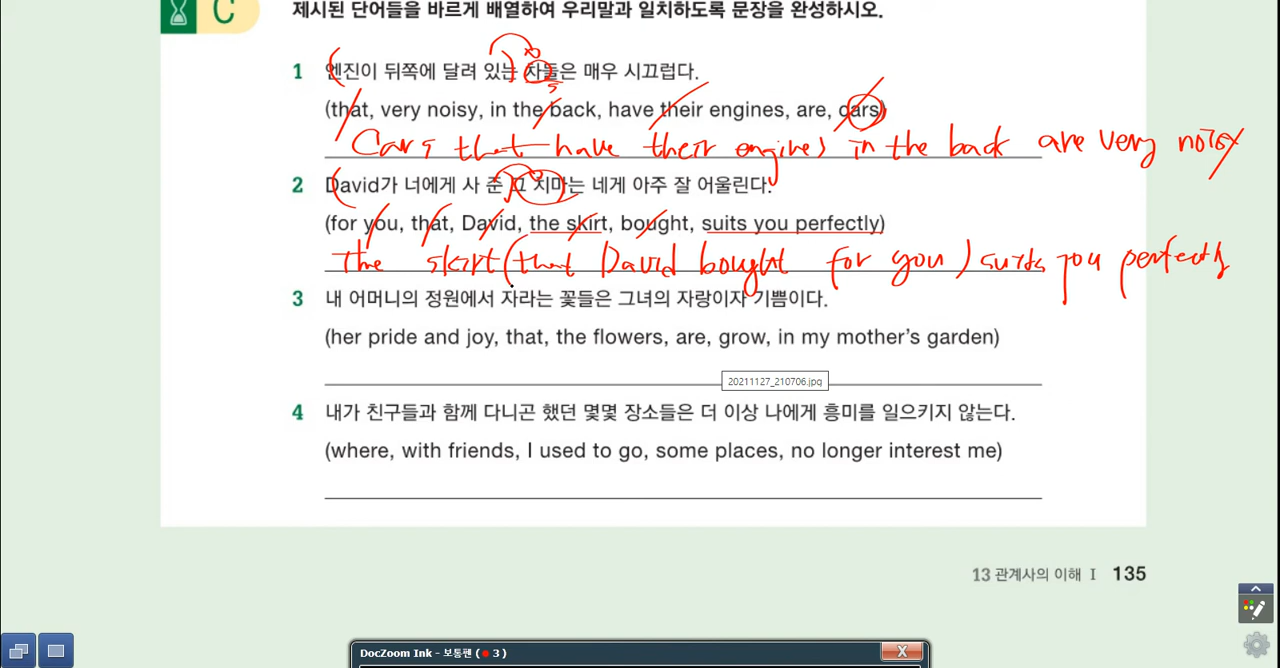 C 제시된 단어들을 바르게 배열하여 우리말과 일치하도록 문장을 완성하시오.
1 엔진이 뒤쪽에 달려 있는 차들은 매우 시끄럽다.
(that, very noisy, in the back, have their engines, are, cars)
Cars that have their engines in the back are very noisy
2 David가 너에게 사 준 그 치마는 네게 아주 잘 어울린다.
(for you, that, David, the skirt, bought, suits you perfectly)
The skirt (that David bought for you) suits you perfectly
3 내 어머니의 정원에서 자라는 꽃들은 그녀의 자랑이자 기쁨이다.
(her pride and joy, that, the flowers, are, grow, in my mother's garden)
20211127_210706.jpg
4 내가 친구들과 함께 다니곤 했던 몇몇 장소들은 더 이상 나에게 흥미를 일으키지 않는다.
(where, with friends, I used to go, some places, no longer interest me)
13 관계사의 이해 I 135
DocZoom Ink - 보통펜 ( 3 ) X